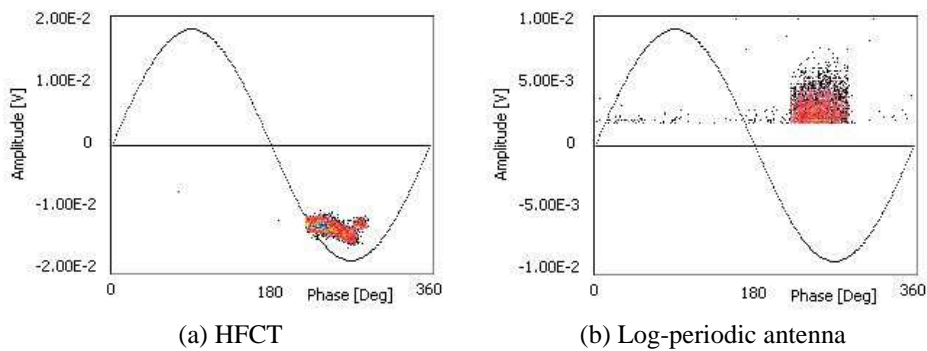 2.00E-2
1.00E-2
0
-1.00E-2
-2.00E-2
Amplitude [V]
0
180
Phase [Deg]
360
(a) HFCT
1.00E-2
5.00E-3
0
-5.00E-3
-1.00E-2
Amplitude [V]
0
180
Phase [Deg]
360
(b) Log-periodic antenna